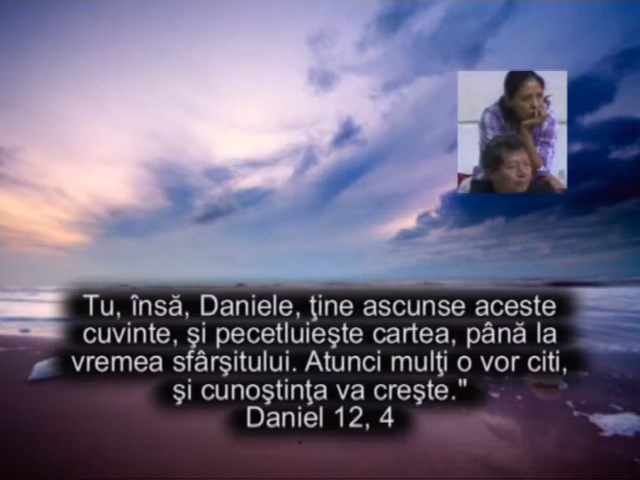 Tu, însă, Daniele, ţine ascunse aceste
cuvinte, şi pecetluieşte cartea, până la
vremea sfârşitului. Atunci mulţi o vor citi,
şi cunoştinţa va creşte."
Daniel 12, 4